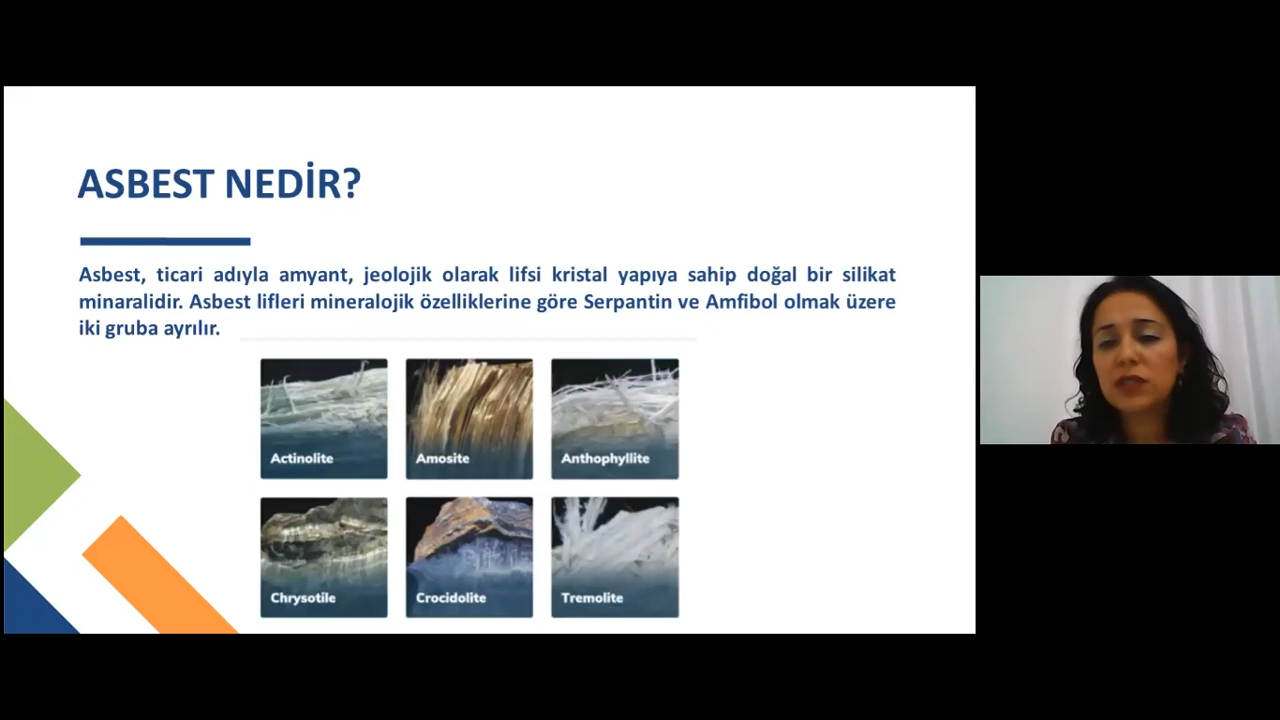 ASBEST NEDİR?
Asbest, ticari adıyla amyant, jeolojik olarak lifsi kristal yapıya sahip doğal bir silikat
minaralidir. Asbest lifleri mineralojik özelliklerine göre Serpantin ve Amfibol olmak üzere
iki gruba ayrılır.
Actinolite
Amosite
Anthophyllite
Chrysotile
Crocidolite
Tremolite